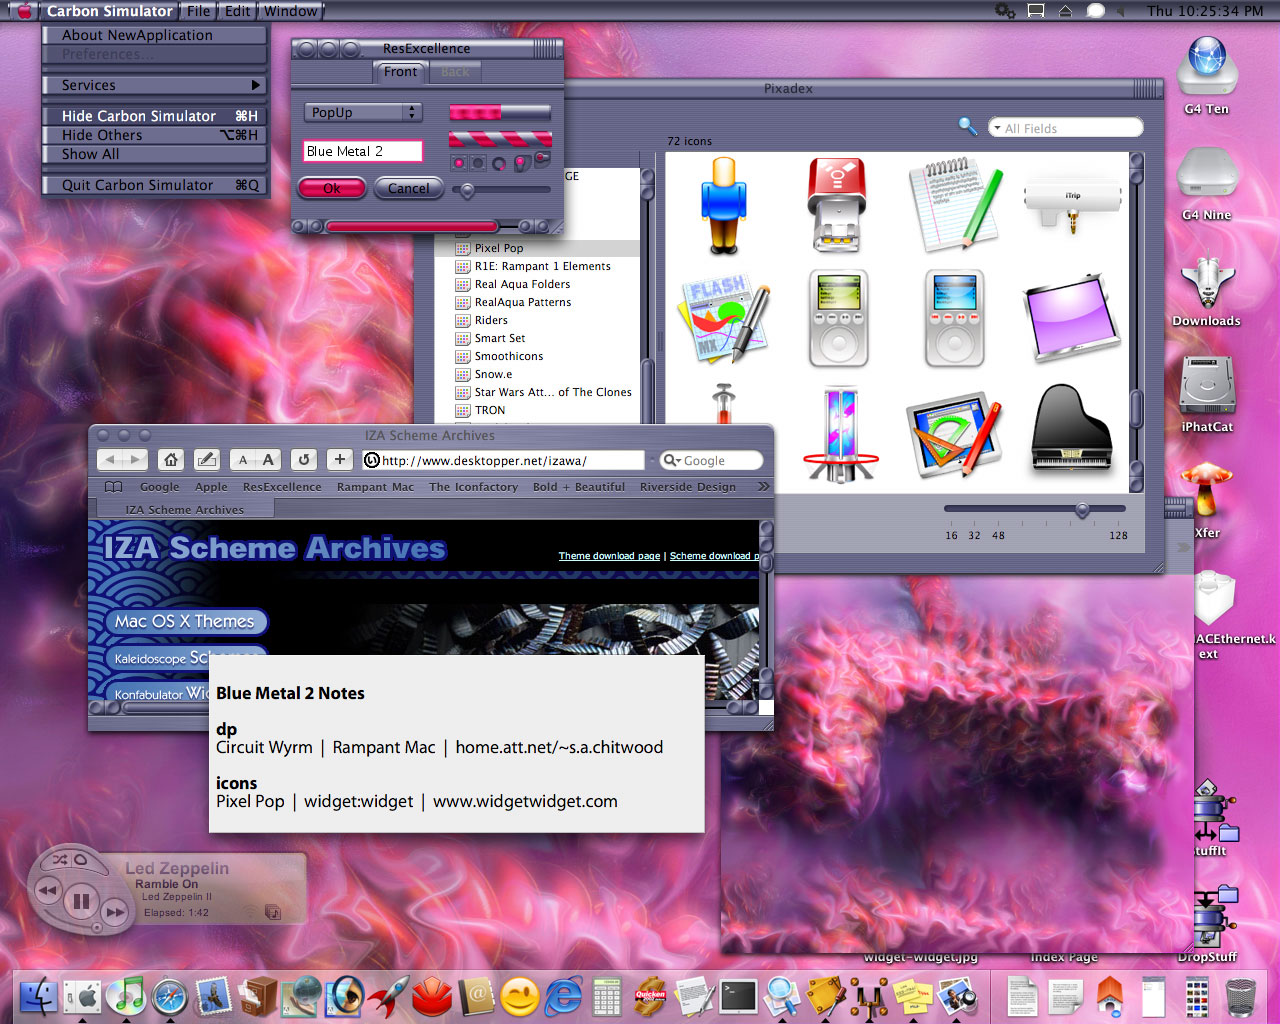 Carbon Simulator File Edit Window
Thu 10:25:34 PM
About NewApplication
Preferences...
Services
Hide Carbon Simulator ⌘H
Hide Others ⌥⌘H
Show All
Quit Carbon Simulator ⌘Q
ResExcellence
Front Back
PopUp
Blue Metal 2
Ok Cancel
Pixadex
All Fields
72 icons
GE
Pixel Pop
R1E: Rampant 1 Elements
Real Aqua Folders
RealAqua Patterns
Riders
Smart Set
Smoothicons
Snow.e
Star Wars Att... of The Clones
TRON
iTrip
FLASH
MX
16 32 48 128
IZA Scheme Archives
A A
http://www.desktopper.net/izawa/
Google
Google Apple ResExcellence Rampant Mac The Iconfactory Bold + Beautiful Riverside Design
IZA Scheme Archives
IZA Scheme Archives
Theme download page | Scheme download p
Mac OS X Themes
Kaleidoscope Sche
Konfabulator Wid
Blue Metal 2 Notes
dp
Circuit Wyrm | Rampant Mac | home.att.net/~s.a.chitwood
icons
Pixel Pop | widget:widget | www.widgetwidget.com
Led Zeppelin
Ramble On
Led Zeppelin II
Elapsed: 1:42
G4 Ten
G4 Nine
Downloads
iPhatCat
Xfer
ACEthernet.k
ext
StuffIt
DropStuff
widget-widget.jpg
Index Page
Quicken